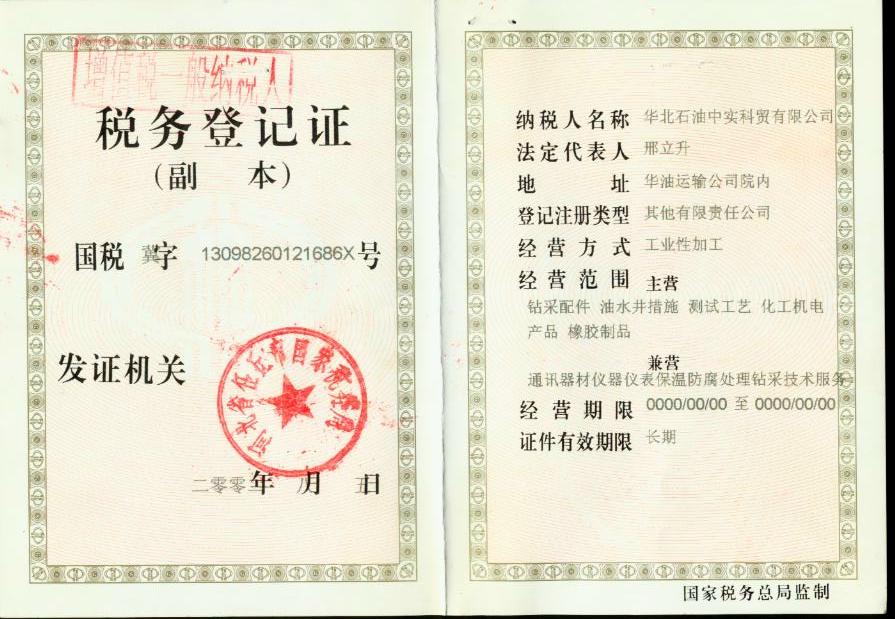 增值税一般纳税人
税务登记证
（副 本）
国税 冀字 13098260121686X号
发证机关
河北省任丘市国家税务局
年 八月 五日
纳税人名称 华北石油中实科贸有限公司
法定代表人 邢立升
地 址 华油运输公司院内
登记注册类型 其他有限责任公司
经营方式 工业性加工
经营范围 主营
钻采配件 油水井措施 测试工艺 化工机电
产品 橡胶制品
兼营
通讯器材仪器仪表保温防腐处理钻采技术服务
经营期限 0000/00/00 至 0000/00/00
证件有效期限 长期
国家税务总局监制